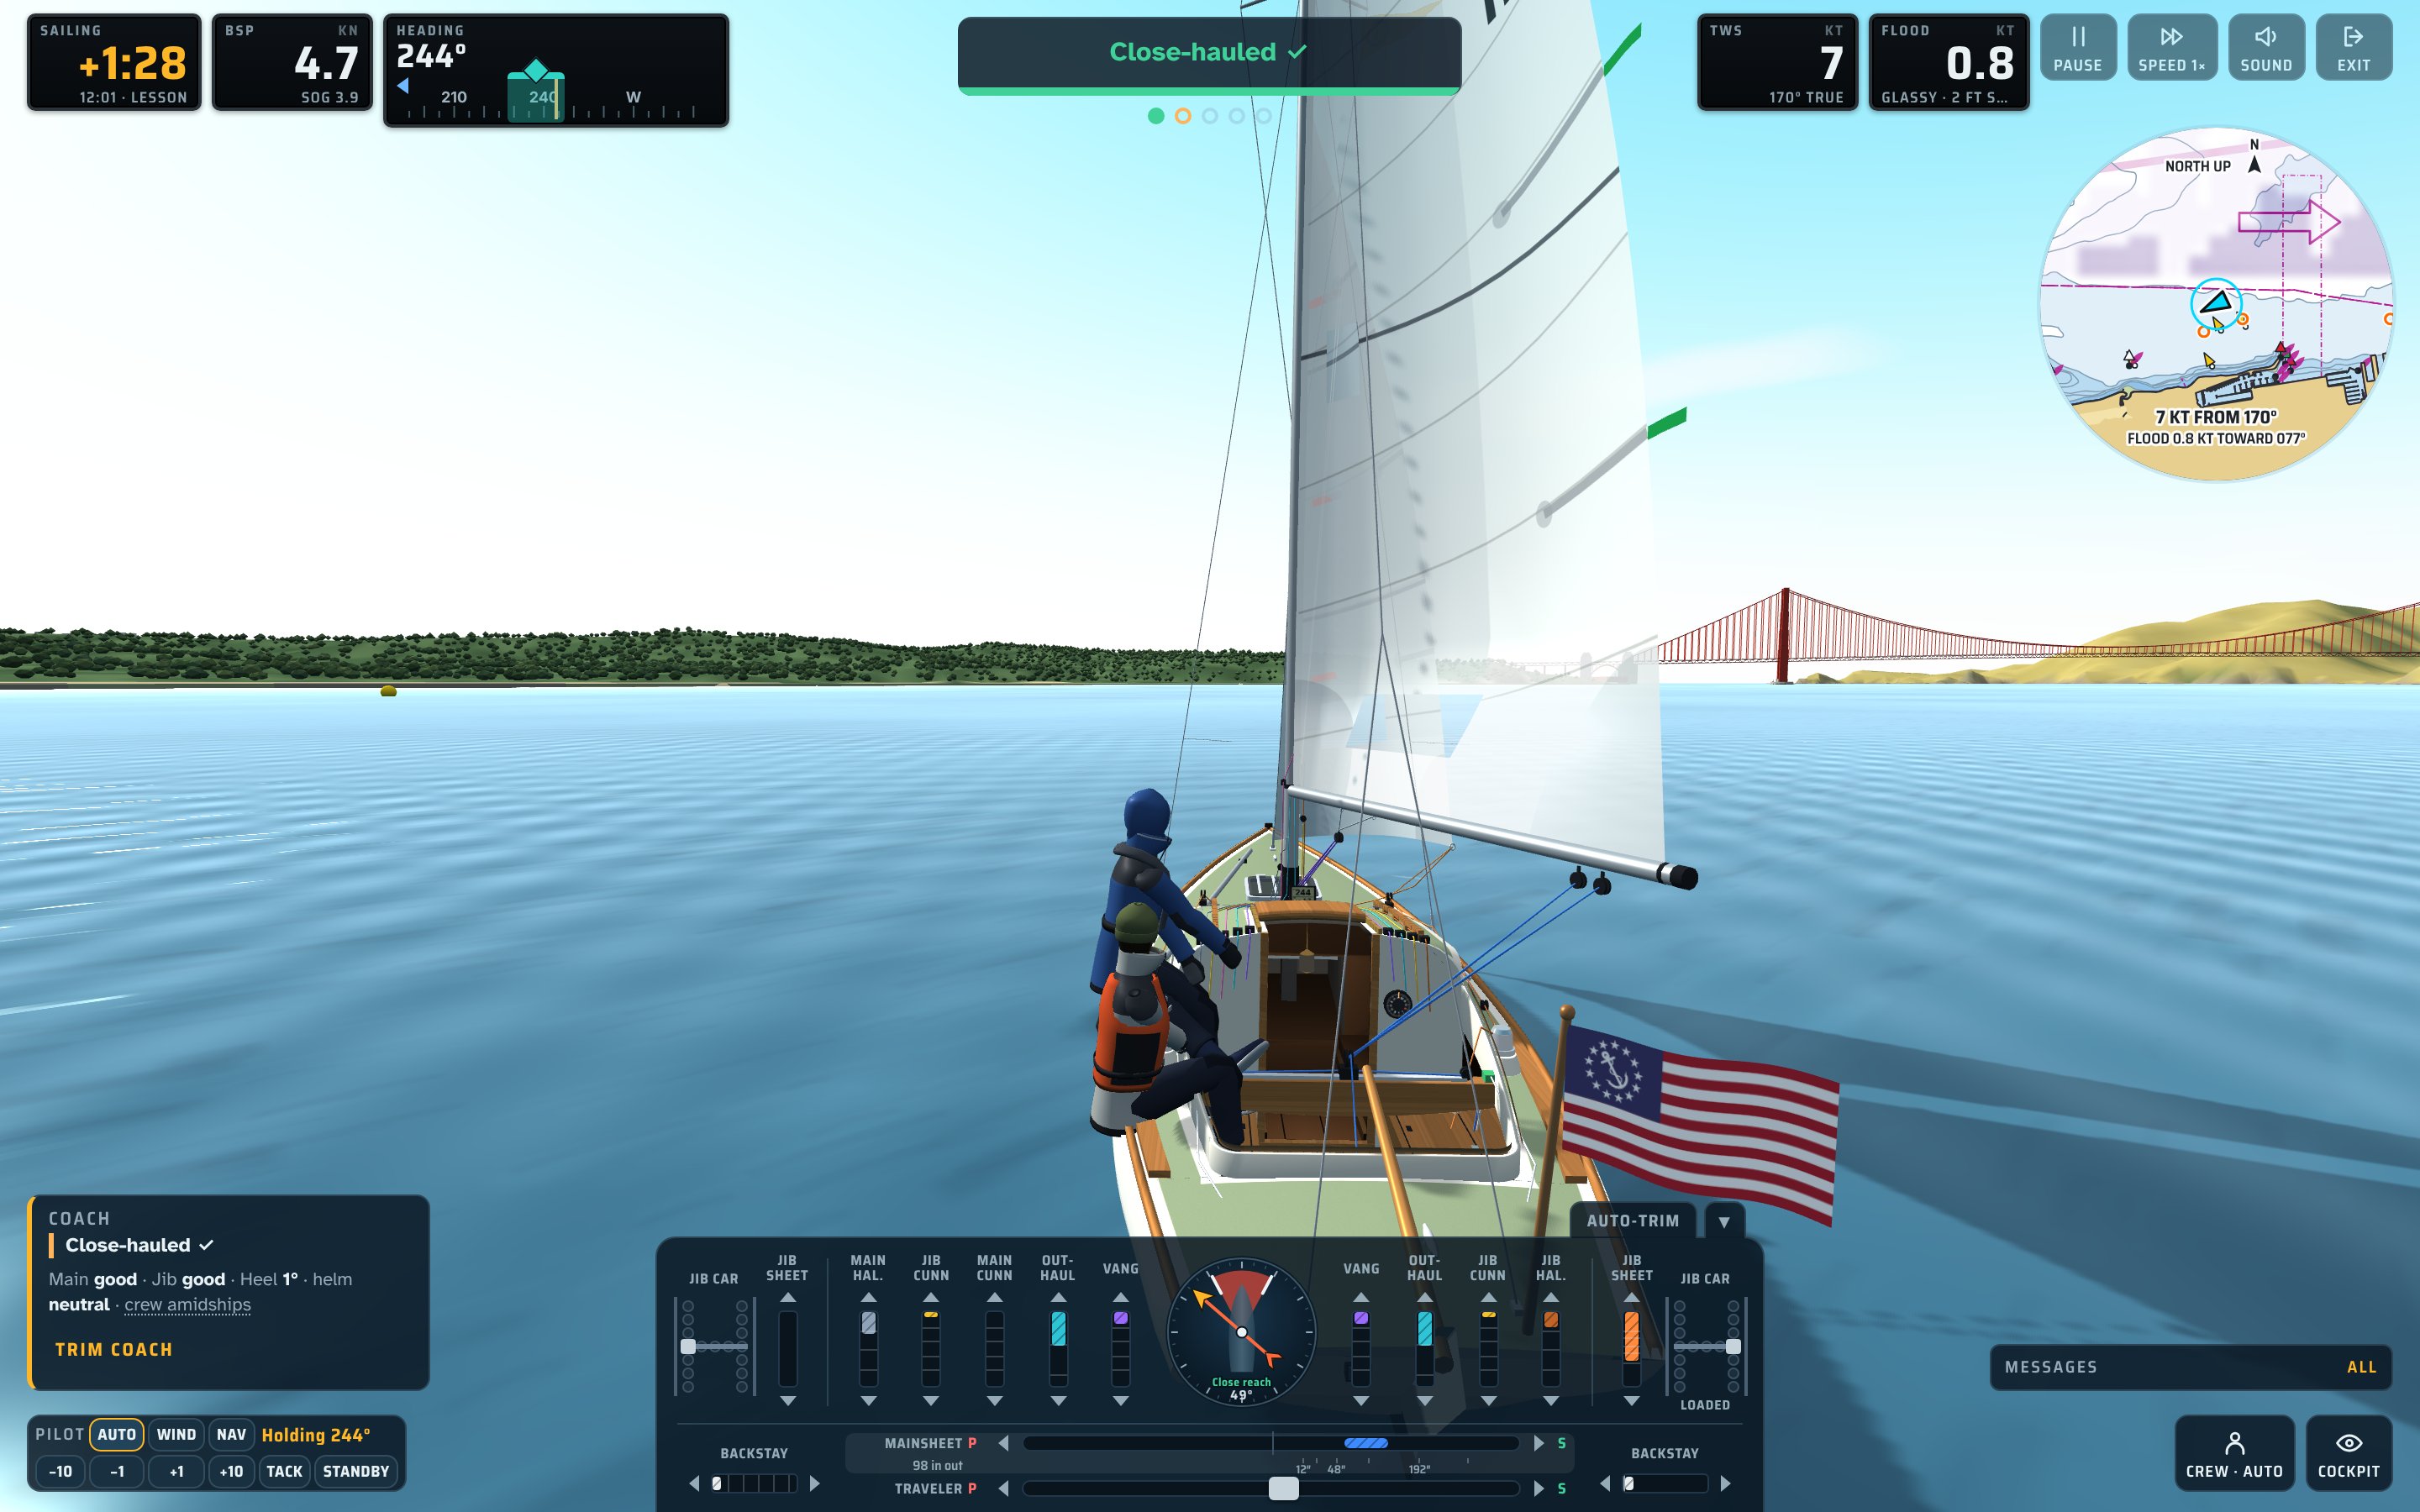 SAILING
+1:28
12:01 · LESSON
BSP KN
4.7
SOG 3.9
HEADING
244°
210 240 W
Close-hauled ✓
TWS KT
7
170° TRUE
FLOOD KT
0.8
GLASSY · 2 FT S...
PAUSE
SPEED 1×
SOUND
EXIT
N
NORTH UP
7 KT FROM 170°
FLOOD 0.8 KT TOWARD 077°
244
COACH
Close-hauled ✓
Main good · Jib good · Heel 1° · helm
neutral · crew amidships
TRIM COACH
PILOT AUTO WIND NAV Holding 244°
-10 -1 +1 +10 TACK STANDBY
AUTO-TRIM ▼
JIB CAR
JIB SHEET
MAIN HAL.
JIB CUNN
MAIN CUNN
OUT-HAUL
VANG
Close reach
49°
VANG
OUT-HAUL
JIB CUNN
JIB HAL.
JIB SHEET
JIB CAR
LOADED
BACKSTAY
MAINSHEET P S
98 in out
12" 48" 192"
TRAVELER P S
BACKSTAY
MESSAGES ALL
CREW · AUTO
COCKPIT